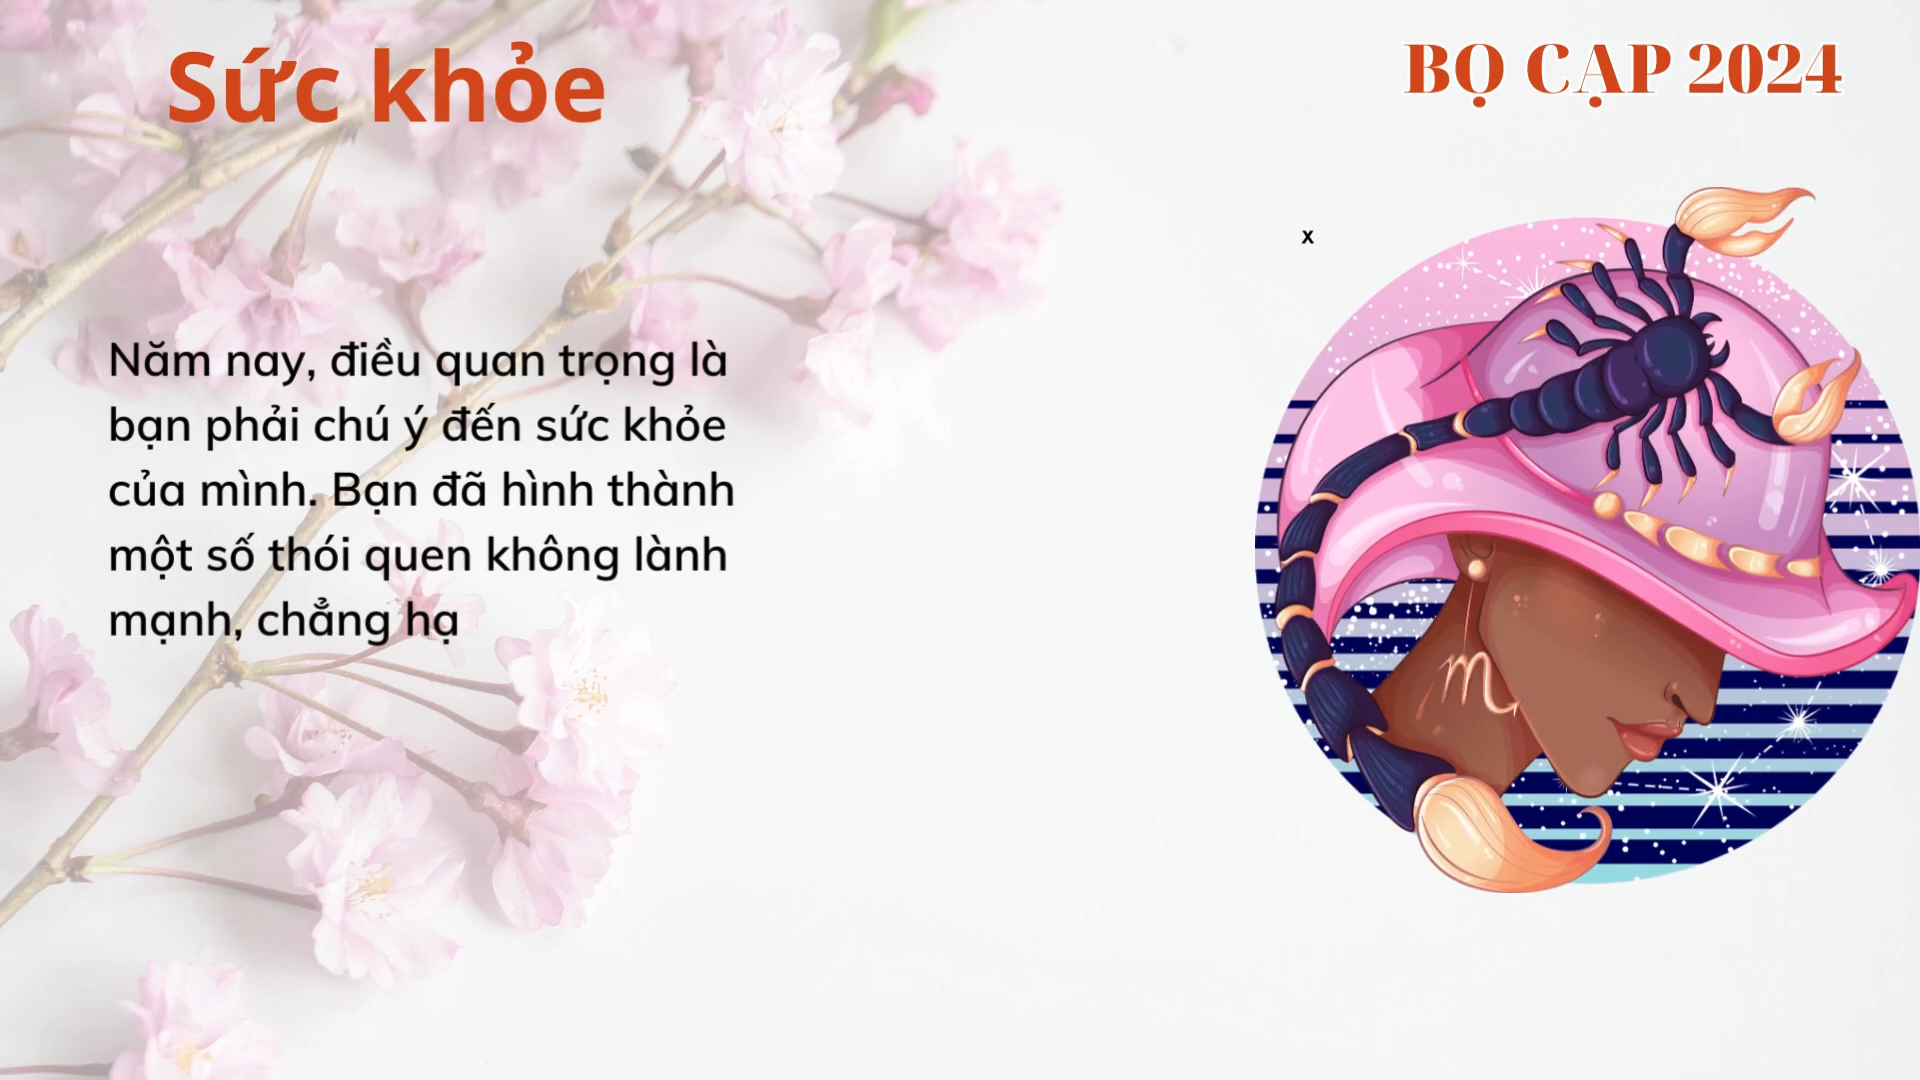 Sức khỏe
BỌ CẠP 2024
x
Năm nay, điều quan trọng là
bạn phải chú ý đến sức khỏe
của mình. Bạn đã hình thành
một số thói quen không lành
mạnh, chẳng hạ